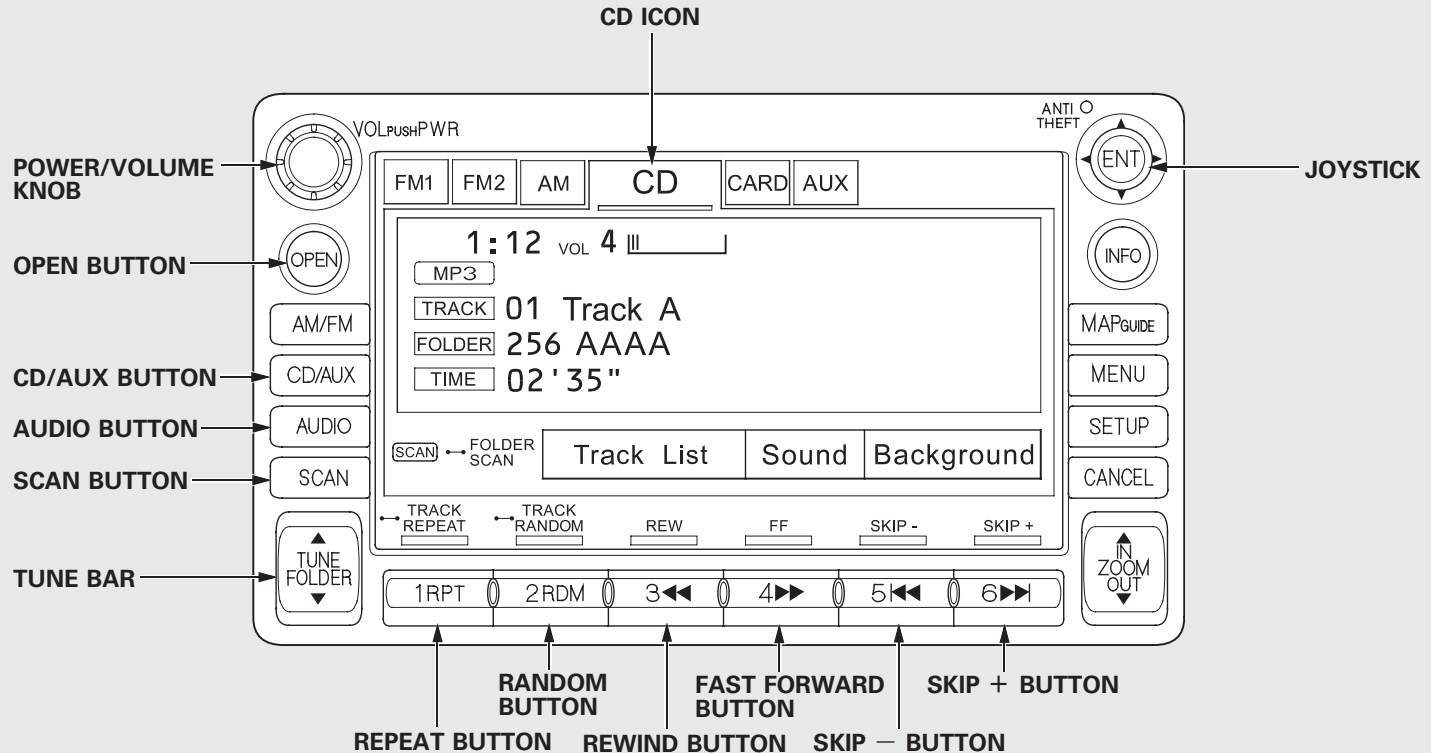 CD ICON
ANTI
THEFT
VOLPUSHPWR
POWER/VOLUME
KNOB
ENT
JOYSTICK
FM1 FM2 AM CD CARD AUX
1:12 VOL 4
OPEN BUTTON
OPEN
INFO
MP3
TRACK 01 Track A
AM/FM
MAPGUIDE
FOLDER 256 AAAA
CD/AUX BUTTON
CD/AUX
TIME 02'35"
MENU
AUDIO BUTTON
AUDIO
SETUP
SCAN FOLDER
SCAN
Track List Sound Background
SCAN BUTTON
SCAN
CANCEL
TRACK
REPEAT
TRACK
RANDOM
REW
FF
SKIP -
SKIP +
TUNE BAR
TUNE
FOLDER
IN
ZOOM
OUT
1RPT 2RDM 3◀◀ 4▶▶ 5|◀◀ 6▶▶|
RANDOM
BUTTON
FAST FORWARD
BUTTON
SKIP + BUTTON
REPEAT BUTTON
REWIND BUTTON
SKIP − BUTTON